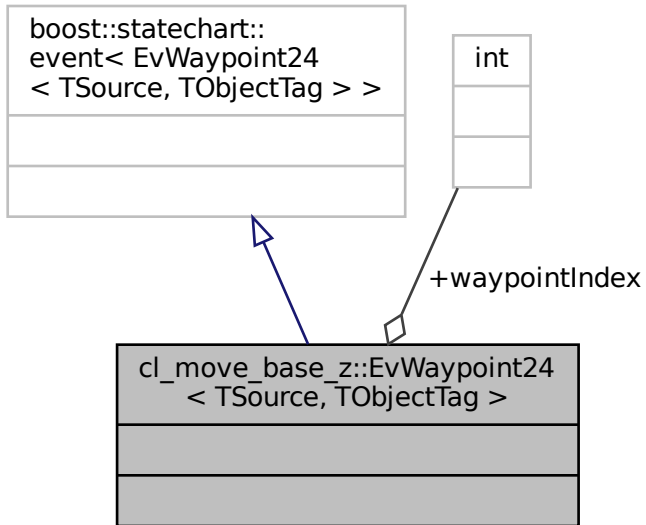 boost::statechart::
event< EvWaypoint24
< TSource, TObjectTag > >
int
+waypointIndex
cl_move_base_z::EvWaypoint24
< TSource, TObjectTag >